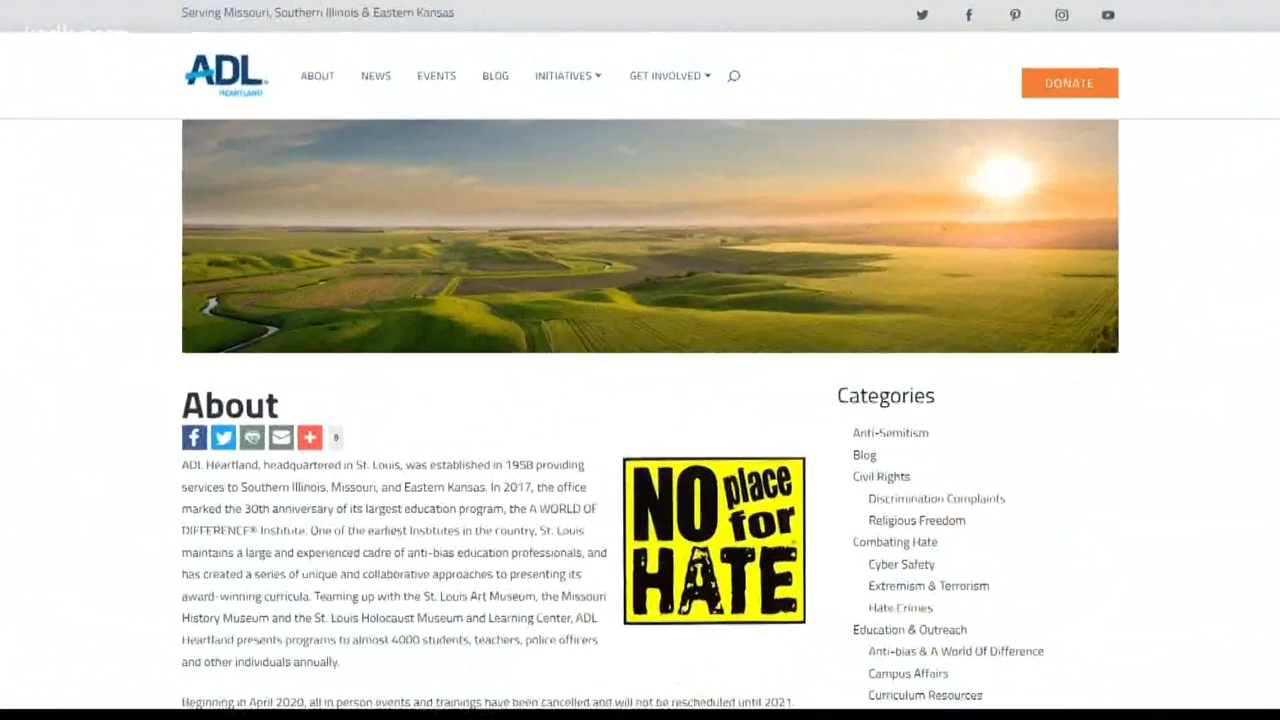 Serving Missouri, Southern Illinois & Eastern Kansas
ADL
HEARTLAND
ABOUT
NEWS
EVENTS
BLOG
INITIATIVES
GET INVOLVED
DONATE
About
ADL Heartland, headquartered in St. Louis, was established in 1958 providing
services to Southern Illinois, Missouri, and Eastern Kansas. In 2017, the office
marked the 30th anniversary of its largest education program, the A WORLD OF
DIFFERENCE® Institute. One of the earliest Institutes in the country, St. Louis
maintains a large and experienced cadre of anti-bias education professionals, and
has created a series of unique and collaborative approaches to presenting its
award-winning curricula. Teaming up with the St. Louis Art Museum, the Missouri
History Museum and the St. Louis Holocaust Museum and Learning Center, ADL
Heartland presents programs to almost 4000 students, teachers, police officers
and other individuals annually.
Beginning in April 2020, all in person events and trainings have been cancelled and will not be rescheduled until 2021.
NO place
for
HATE
Categories
Anti-Semitism
Blog
Civil Rights
Discrimination Complaints
Religious Freedom
Combating Hate
Cyber Safety
Extremism & Terrorism
Hate Crimes
Education & Outreach
Anti-bias & A World Of Difference
Campus Affairs
Curriculum Resources